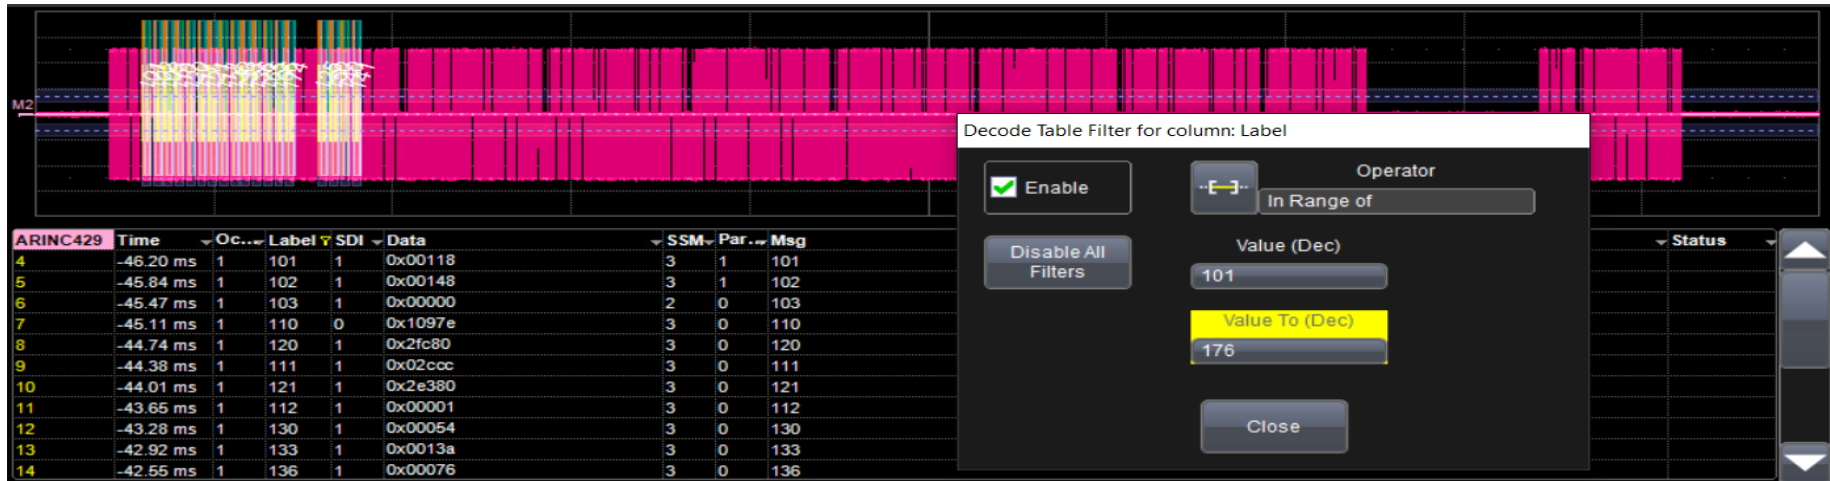 M2
Decode Table Filter for column: Label
Enable
Operator
In Range of
Disable All
Filters
Value (Dec)
101
Value To (Dec)
176
Close
ARINC429 Time Oc... Label SDI Data SSM Par... Msg Status
4 -46.20 ms 1 101 1 0x00118 3 1 101
5 -45.84 ms 1 102 1 0x00148 3 1 102
6 -45.47 ms 1 103 1 0x00000 2 0 103
7 -45.11 ms 1 110 0 0x1097e 3 0 110
8 -44.74 ms 1 120 1 0x2fc80 3 0 120
9 -44.38 ms 1 111 1 0x02ccc 3 0 111
10 -44.01 ms 1 121 1 0x2e380 3 0 121
11 -43.65 ms 1 112 1 0x00001 3 0 112
12 -43.28 ms 1 130 1 0x00054 3 0 130
13 -42.92 ms 1 133 1 0x0013a 3 0 133
14 -42.55 ms 1 136 1 0x00076 3 0 136